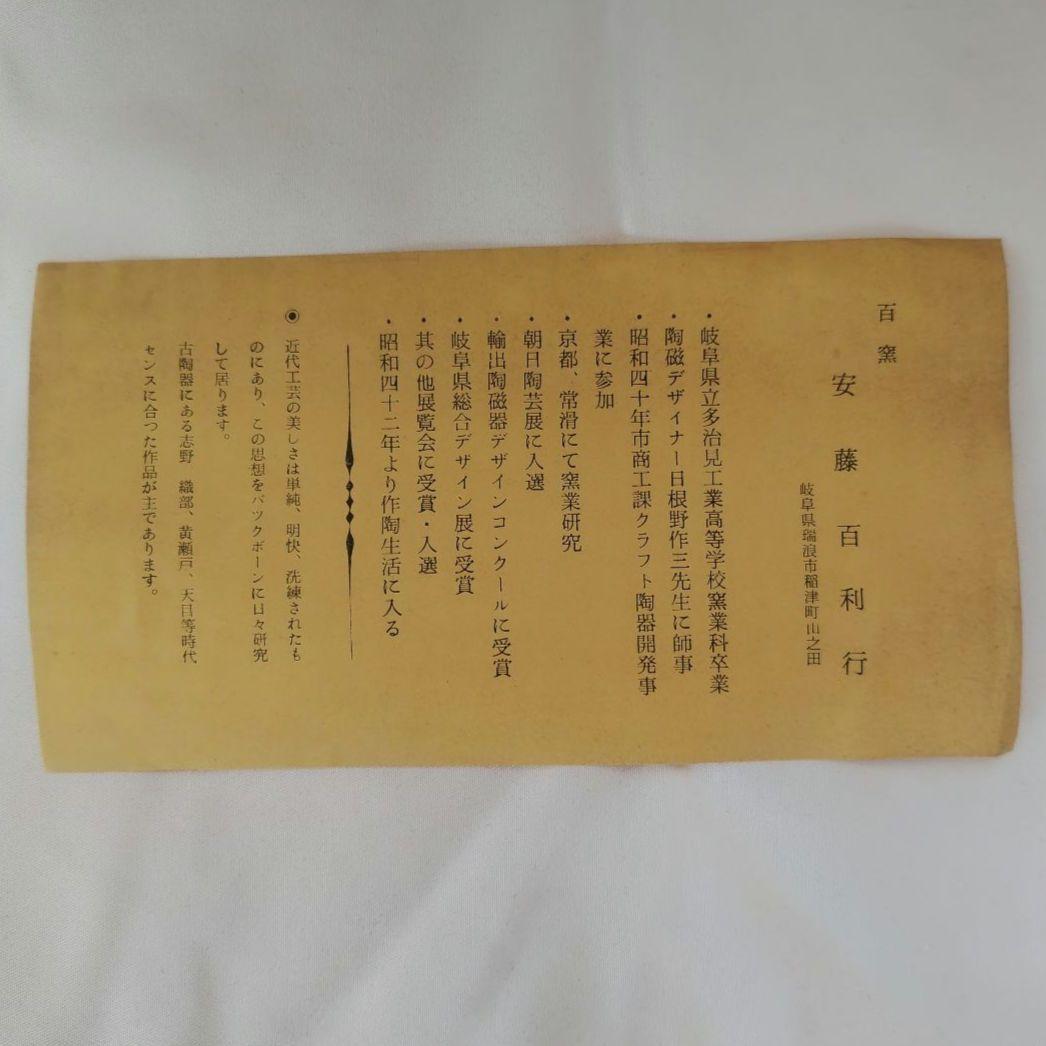 百窯
安藤百利行
岐阜県瑞浪市稲津町山之田
・岐阜県立多治見工業高等学校窯業科卒業
・陶磁デザイナー日根野作三先生に師事
・昭和四十年市商工課クラフト陶器開発事
業に参加
・京都、常滑にて窯業研究
・朝日陶芸展に入選
・輸出陶磁器デザインコンクールに受賞
・岐阜県総合デザイン展に受賞
・其の他展覧会に受賞・入選
・昭和四十二年より作陶生活に入る
◉ 近代工芸の美しさは単純、明快、洗練されたも
のにあり、この思想をバツクボーンに日々研究
して居ります。
古陶器にある志野 織部、黄瀬戸、天目等時代
センスに合つた作品が主であります。